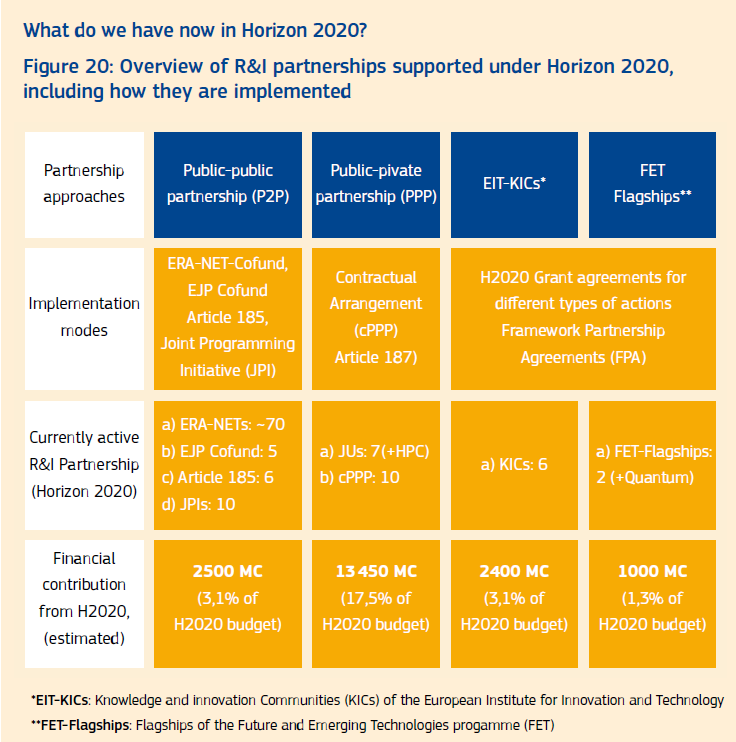 What do we have now in Horizon 2020?
Figure 20: Overview of R&I partnerships supported under Horizon 2020,
including how they are implemented
Partnership
approaches
Public-public
partnership (P2P)
Public-pivate
partnership (PPP)
EIT-KICs*
FET
Flagships**
Implementation
modes
ERA-NET-Cofund,
EJP Cofund
Article 185,
Joint Programming
Initiative (JPI)
Contractual
Arrangement
(cPPP)
Article 187)
H2020 Grant agreements for
different types of actions
Framework Partnership
Agreements (FPA)
Currently active
R&I Partnership
(Horizon 2020)
a) ERA-NETs: ~70
b) EJP Cofund: 5
c) Article 185: 6
d) JPIs: 10
a) JUs: 7(+HPC)
b) cPPP: 10
a) KICs: 6
a) FET-Flagships:
2 (+Quantum)
Financial
contribution
from H2020,
(estimated)
2500 MC
(3,1% of
H2020 budget)
13 450 MC
(17,5% of
H2020 budget)
2400 MC
(3,1% of
H2020 budget)
1000 MC
(1,3% of
H2020 budget)
*EIT-KICs: Knowledge and innovation Communities (KICs) of the European Institute for Innovation and Technology
**FET-Flagships: Flagships of the Future and Emerging Technologies progamme (FET)